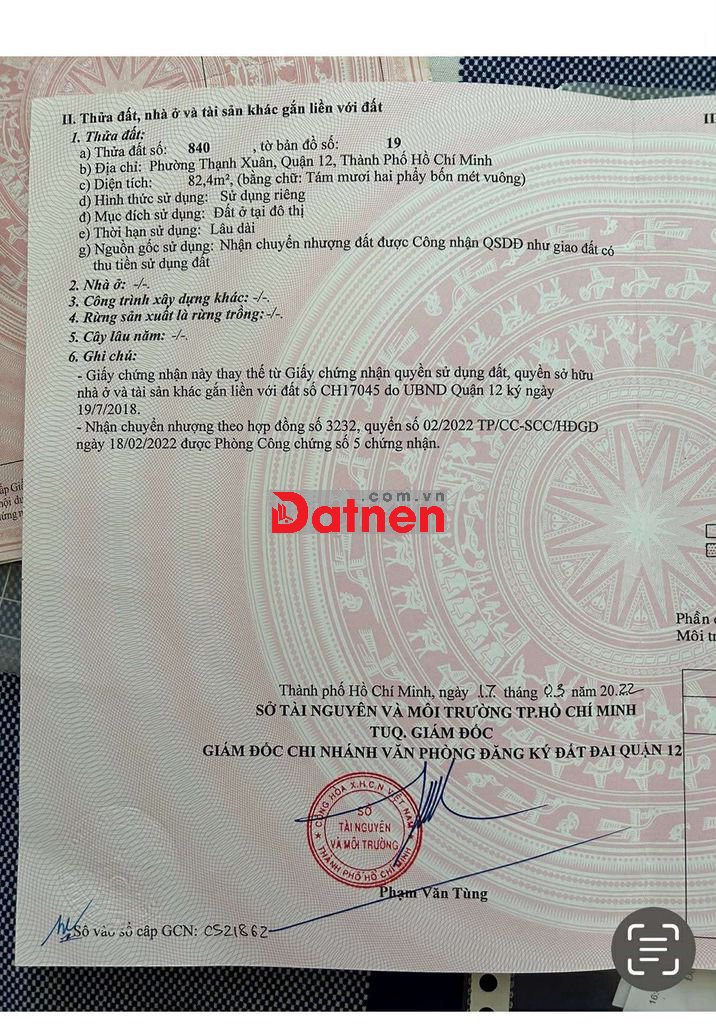 II. Thửa đất, nhà ở và tài sản khác gắn liền với đất
1. Thửa đất:
a) Thửa đất số: 840 , tờ bản đồ số: 19
b) Địa chỉ: Phường Thạnh Xuân, Quận 12, Thành Phố Hồ Chí Minh
c) Diện tích: 82,4m², (bằng chữ: Tám mươi hai phẩy bốn mét vuông)
d) Hình thức sử dụng: Sử dụng riêng
đ) Mục đích sử dụng: Đất ở tại đô thị
e) Thời hạn sử dụng: Lâu dài
g) Nguồn gốc sử dụng: Nhận chuyển nhượng đất được Công nhận QSDĐ như giao đất có
thu tiền sử dụng đất
2. Nhà ở: -/-.
3. Công trình xây dựng khác: -/-.
4. Rừng sản xuất là rừng trồng: -/-.
5. Cây lâu năm: -/-.
6. Ghi chú:
- Giấy chứng nhận này thay thế từ Giấy chứng nhận quyền sử dụng đất, quyền sở hữu
nhà ở và tài sản khác gắn liền với đất số CH17045 do UBND Quận 12 ký ngày
19/7/2018.
- Nhận chuyển nhượng theo hợp đồng số 3232, quyển số 02/2022 TP/CC-SCC/HĐGD
ngày 18/02/2022 được Phòng Công chứng số 5 chứng nhận.
.com.vn
Datnen
Phần
Môi
Thành phố Hồ Chí Minh, ngày 17 tháng 03 năm 2022
SỞ TÀI NGUYÊN VÀ MÔI TRƯỜNG TP.HỒ CHÍ MINH
TUQ. GIÁM ĐỐC
GIÁM ĐỐC CHI NHÁNH VĂN PHÒNG ĐĂNG KÝ ĐẤT ĐAI QUẬN 12
CỘNG HÒA X.H.C.N VIỆT NAM
SỞ
TÀI NGUYÊN
VÀ MÔI TRƯỜNG
THÀNH PHỐ HỒ CHÍ MINH
Phạm Văn Tùng
Số vào sổ cấp GCN: CS21862